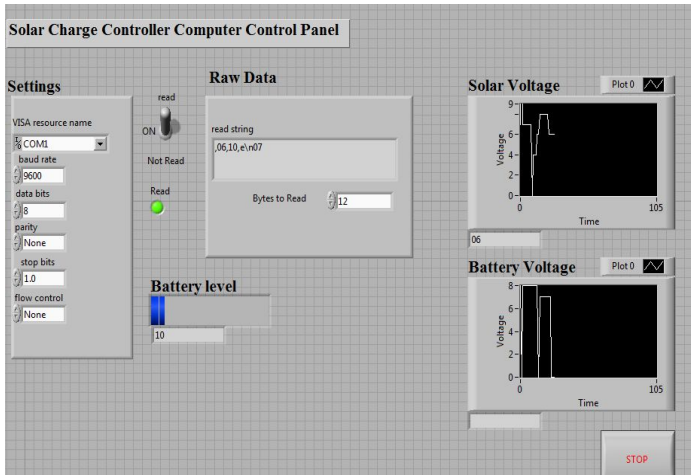 Solar Charge Controller Computer Control Panel
Settings
VISA resource name
COM1
baud rate
9600
data bits
8
parity
None
stop bits
1.0
flow control
None
read
ON
Not Read
Read
Raw Data
read string
,06,10,e\n07
Bytes to Read
12
Battery level
10
Solar Voltage
Plot 0
Voltage
9
6
4
2
0
0
105
Time
06
Battery Voltage
Plot 0
Voltage
8
6
4
2
0
0
105
Time
STOP